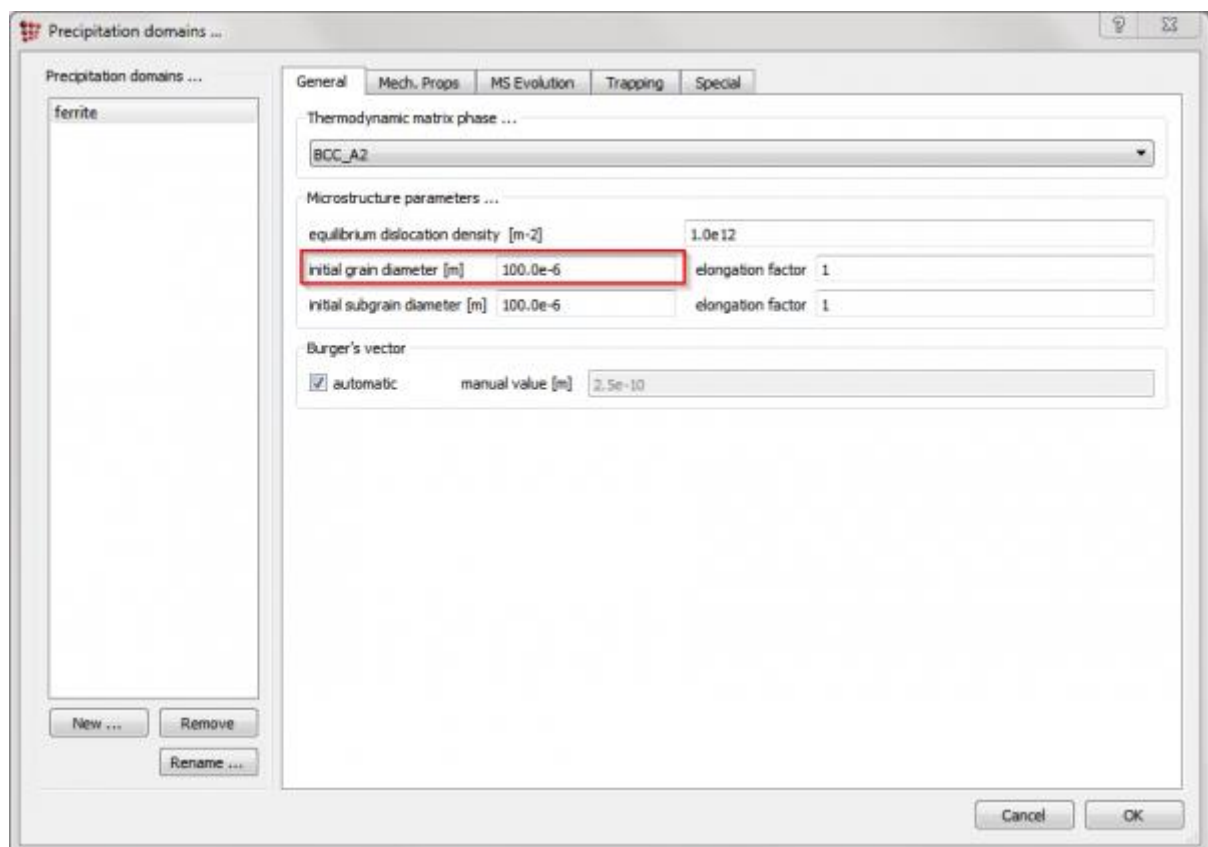 Precipitation domains ...
Precipitation domains ...
ferrite
New ...
Remove
Rename ...
General
Mech. Props
MS Evolution
Trapping
Special
Thermodynamic matrix phase ...
BCC_A2
Microstructure parameters ...
equilibrium dislocation density [m-2] 1.0e12
initial grain diameter [m] 100.0e-6 elongation factor 1
initial subgrain diameter [m] 100.0e-6 elongation factor 1
Burger's vector
automatic manual value [m] 2.5e-10
Cancel
OK